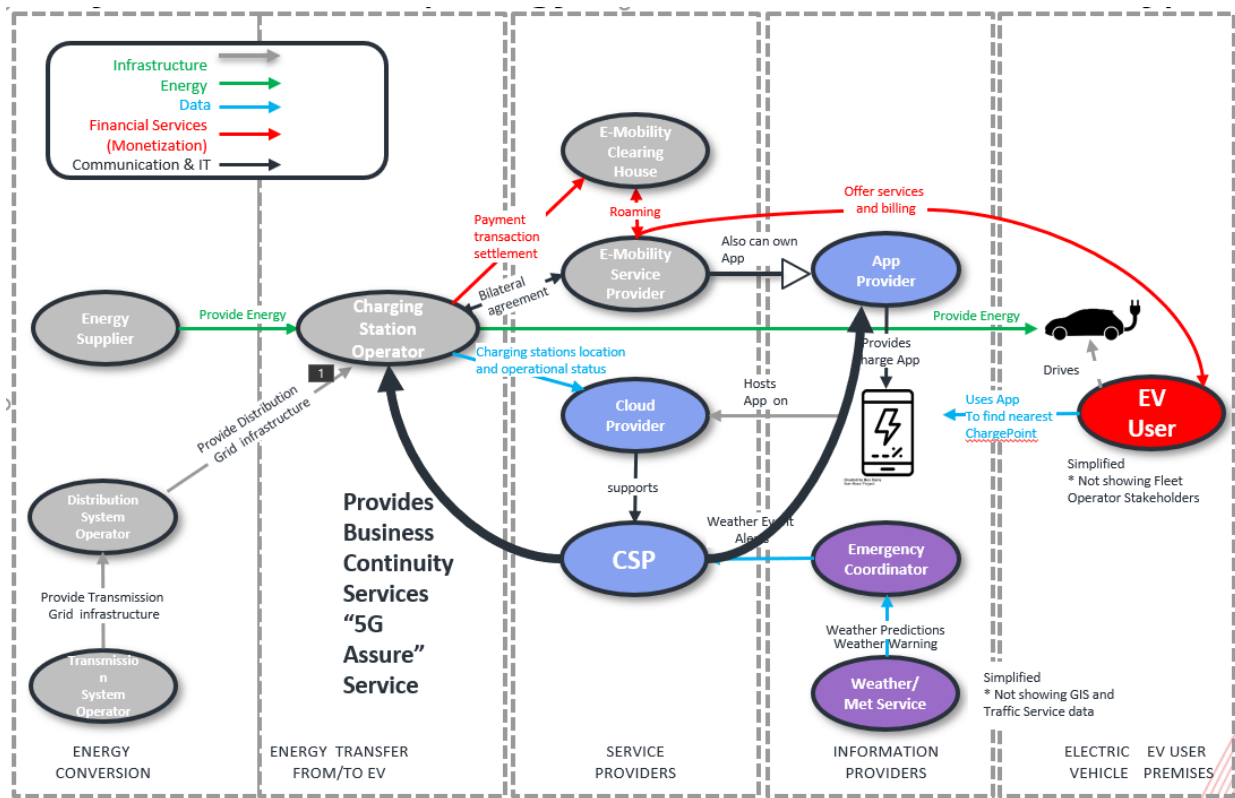 Infrastructure
Energy
Data
Financial Services
(Monetization)
Communication & IT
E-Mobility
Clearing
House
Roaming
Offer services
and billing
Payment
transaction
settlement
E-Mobility
Service
Provider
Also can own
App
App
Provider
Bilateral
agreement
Energy
Supplier
Provide Energy
Charging
Station
Operator
Provide Energy
Charging stations location
and operational status
Provides
Charge App
1
Provide Distribution
Grid infrastructure
Cloud
Provider
Hosts
App on
Drives
Uses App
To find nearest
ChargePoint
EV
User
Simplified
* Not showing Fleet
Operator Stakeholders
Distribution
System
Operator
supports
Provides
Business
Continuity
Services
“5G
Assure”
Service
Weather Event
Alerts
CSP
Emergency
Coordinator
Provide Transmission
Grid infrastructure
Weather Predictions
Weather Warning
Transmissio
n
System
Operator
Weather/
Met Service
Simplified
* Not showing GIS and
Traffic Service data
ENERGY
CONVERSION
ENERGY TRANSFER
FROM/TO EV
SERVICE
PROVIDERS
INFORMATION
PROVIDERS
ELECTRIC
VEHICLE
EV USER
PREMISES